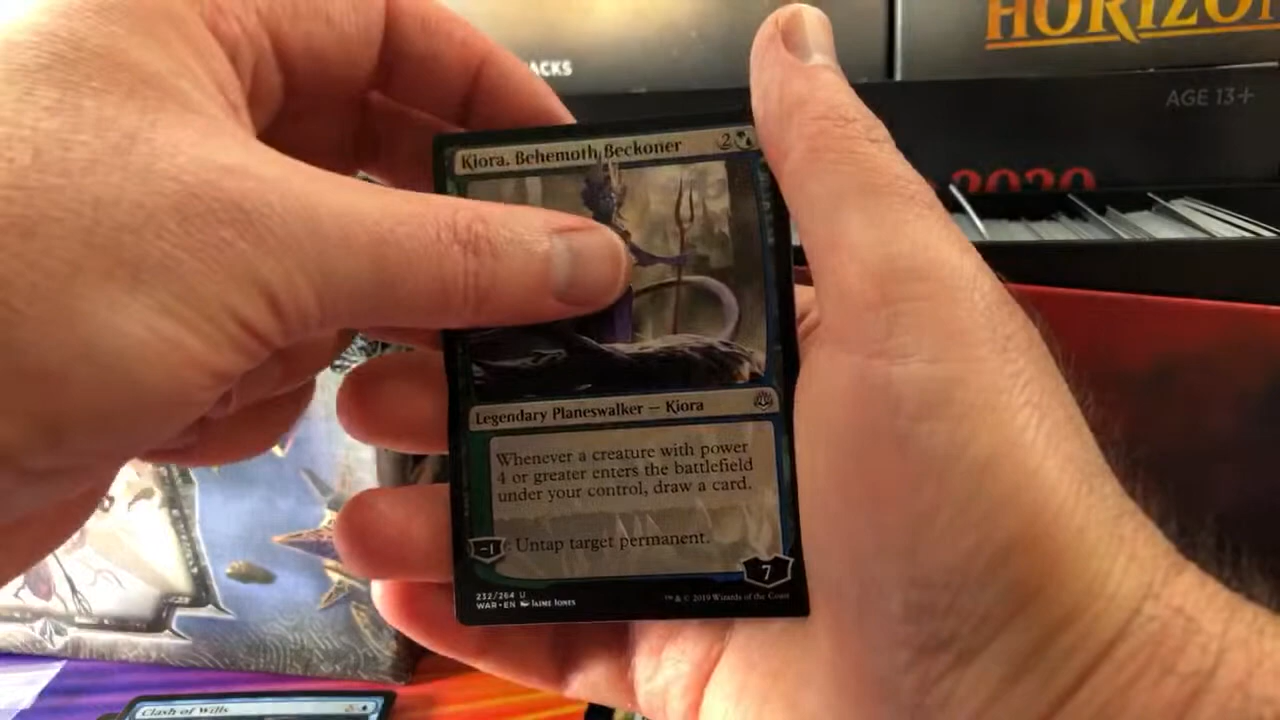 HORIZO
ACKS
AGE 13+
2020
Kiora, Behemoth Beckoner 2
Legendary Planeswalker — Kiora
Whenever a creature with power
4 or greater enters the battlefield
under your control, draw a card.
−1: Untap target permanent.
7
232/264 U
WAR • EN Jaime Jones
™ & © 2019 Wizards of the Coast
Clash of Wills